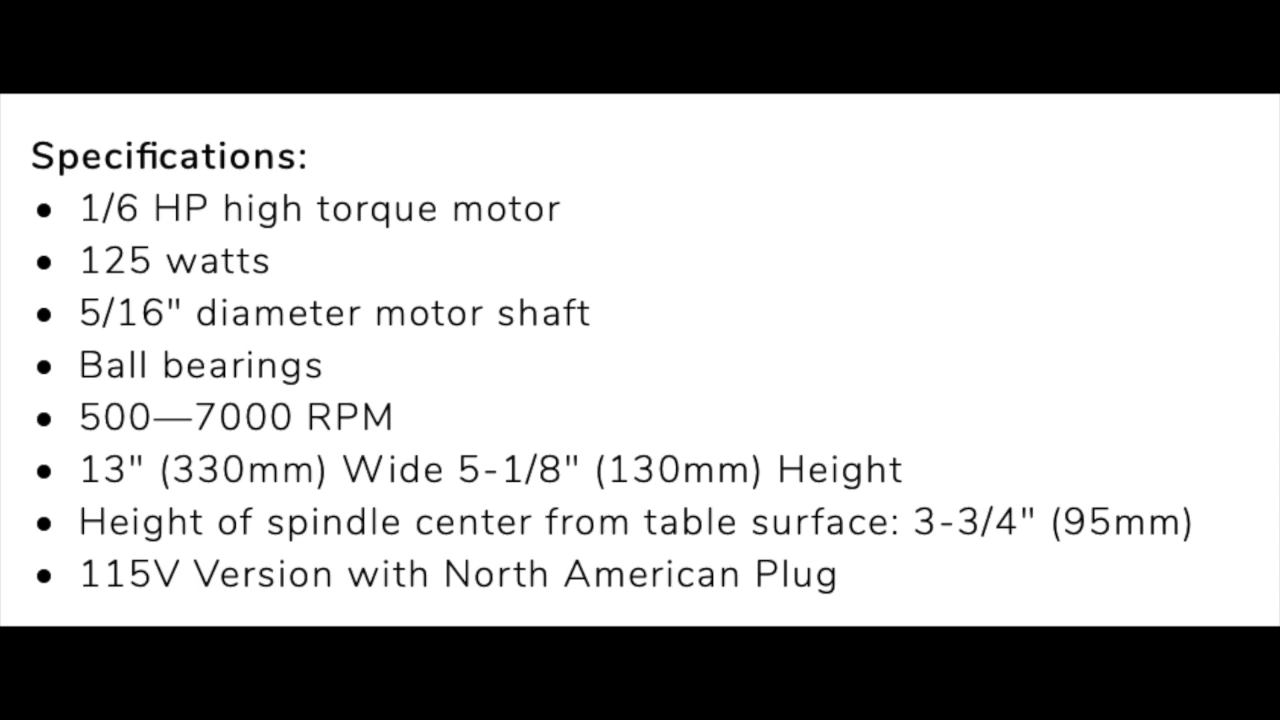 Specifications:
• 1/6 HP high torque motor
• 125 watts
• 5/16" diameter motor shaft
• Ball bearings
• 500—7000 RPM
• 13" (330mm) Wide 5-1/8" (130mm) Height
• Height of spindle center from table surface: 3-3/4" (95mm)
• 115V Version with North American Plug